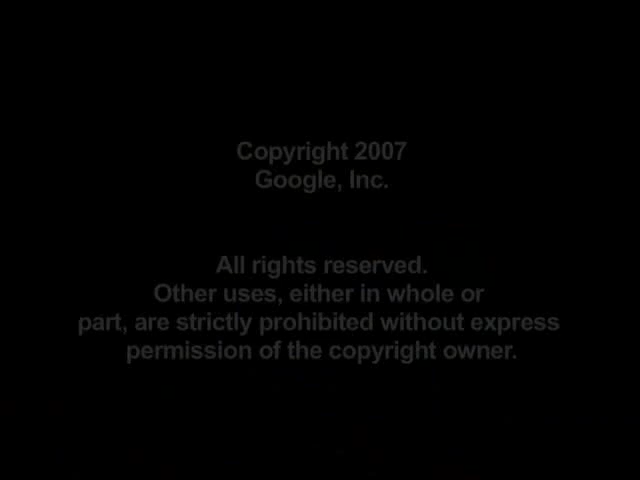 Copyright 2007
Google, Inc.
All rights reserved.
Other uses, either in whole or
part, are strictly prohibited without express
permission of the copyright owner.